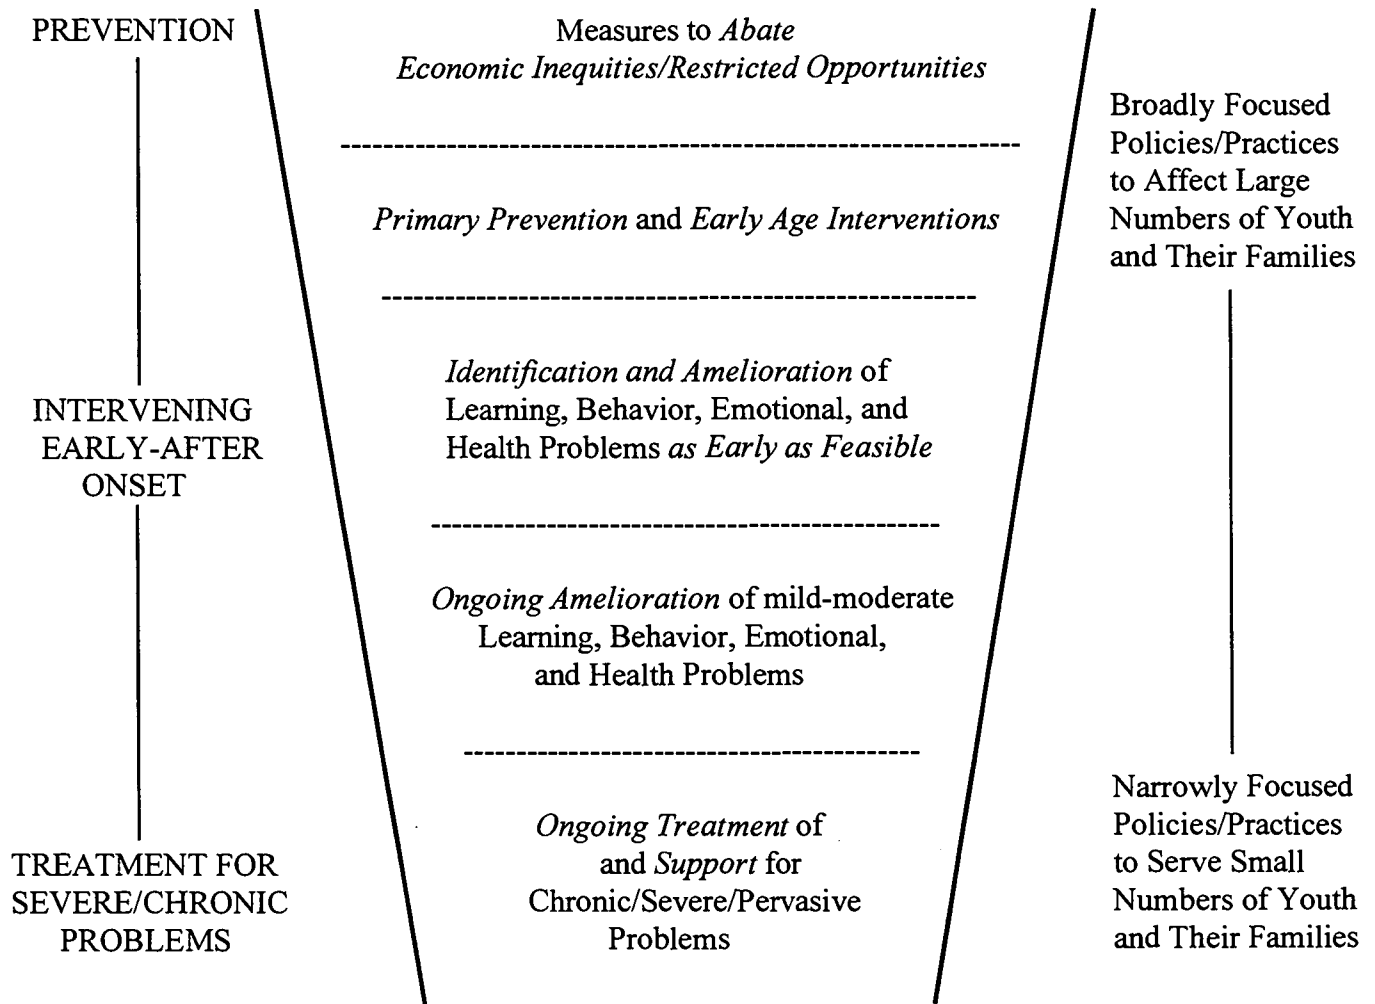 PREVENTION
Measures to Abate
Economic Inequities/Restricted Opportunities
Broadly Focused
Policies/Practices
to Affect Large
Numbers of Youth
and Their Families
Primary Prevention and Early Age Interventions
INTERVENING
EARLY-AFTER
ONSET
Identification and Amelioration of
Learning, Behavior, Emotional, and
Health Problems as Early as Feasible
Ongoing Amelioration of mild-moderate
Learning, Behavior, Emotional,
and Health Problems
TREATMENT FOR
SEVERE/CHRONIC
PROBLEMS
Ongoing Treatment of
and Support for
Chronic/Severe/Pervasive
Problems
Narrowly Focused
Policies/Practices
to Serve Small
Numbers of Youth
and Their Families